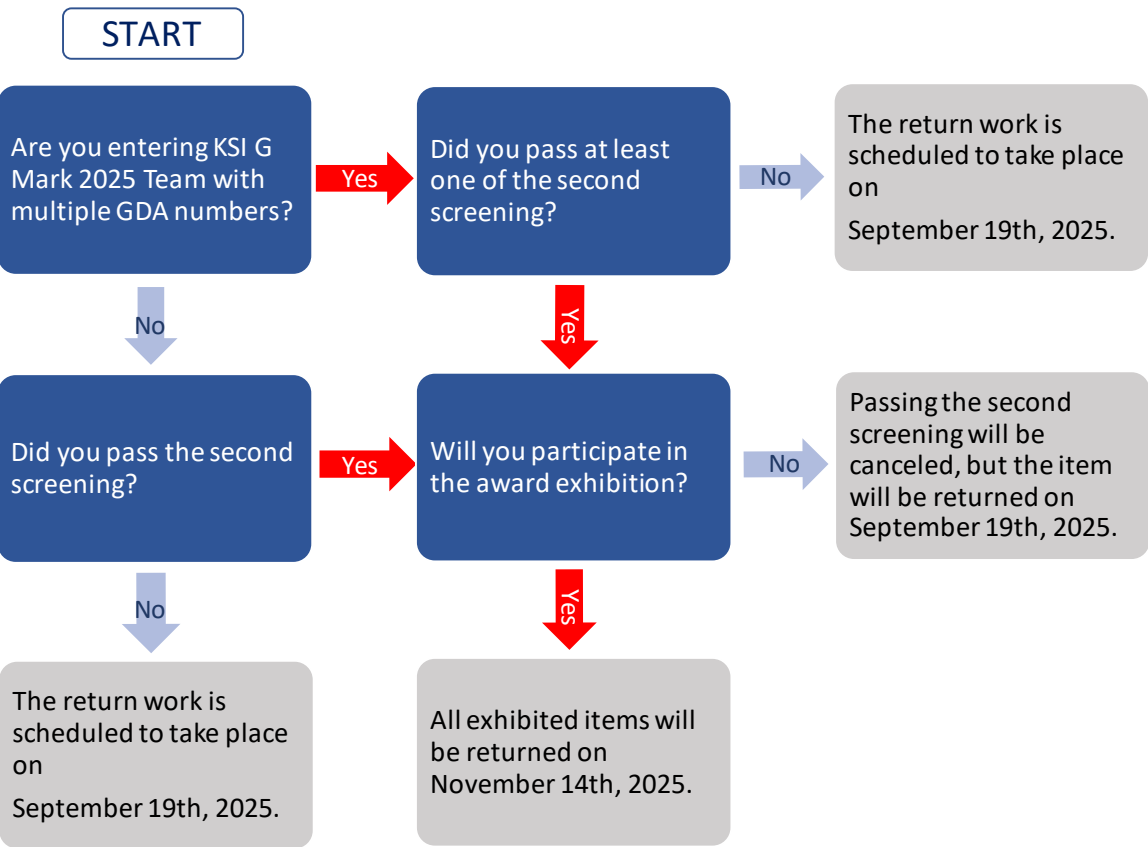 START
Are you entering KSI G
Mark 2025 Team with
multiple GDA numbers?
Yes
Did you pass at least
one of the second
screening?
No
The return work is
scheduled to take place
on
September 19th, 2025.
No
Yes
Did you pass the second
screening?
Yes
Will you participate in
the award exhibition?
No
Passing the second
screening will be
canceled, but the item
will be returned on
September 19th, 2025.
No
Yes
The return work is
scheduled to take place
on
September 19th, 2025.
All exhibited items will
be returned on
November 14th, 2025.